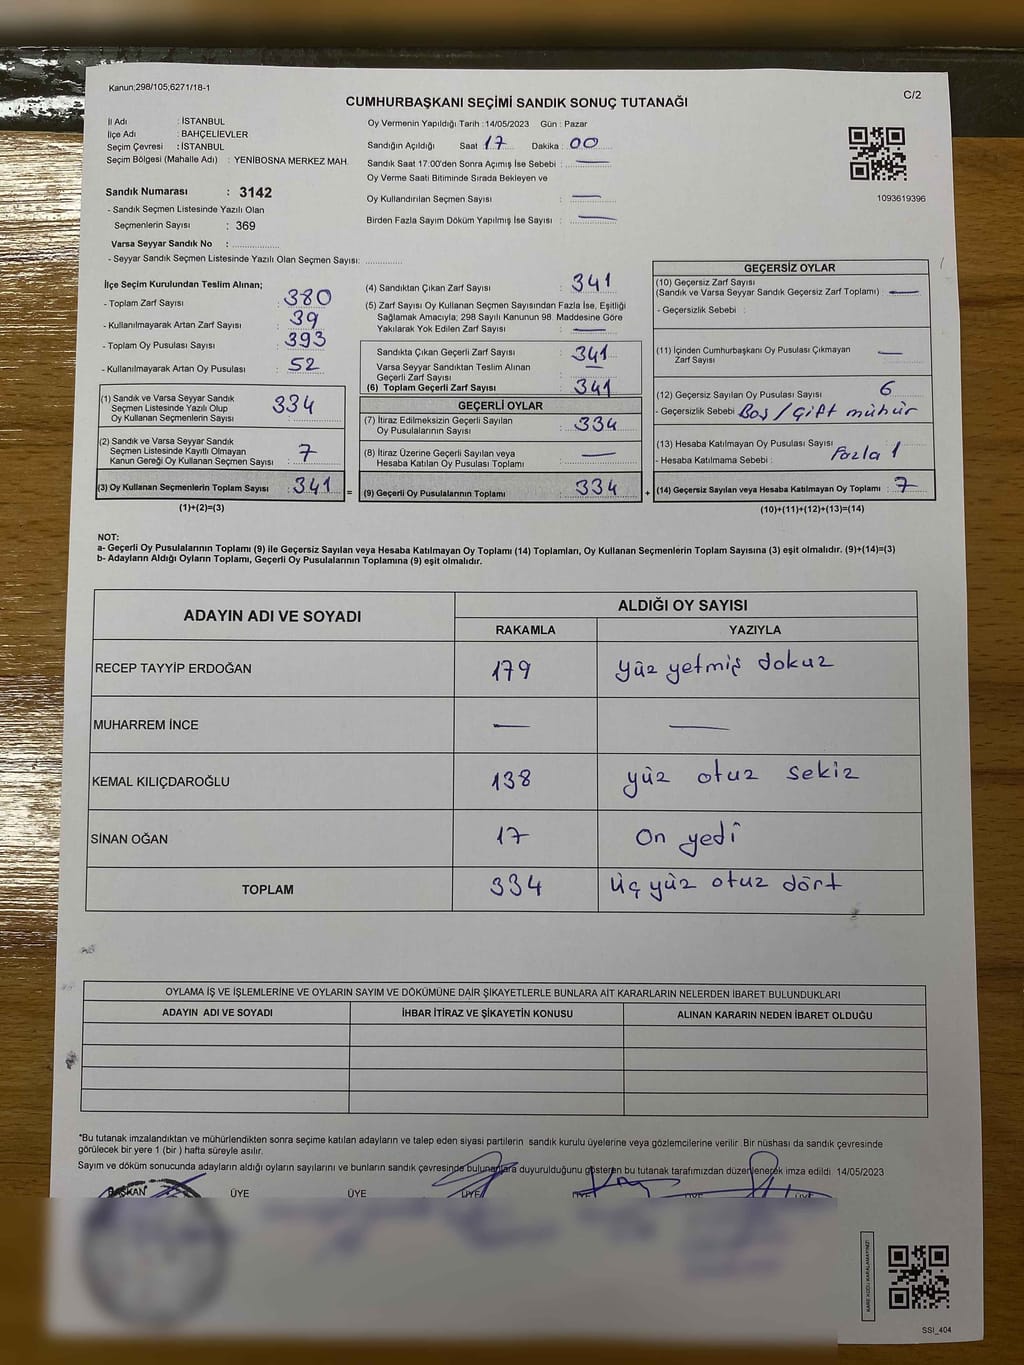 Kanun;298/105,6271/18-1
C/2
CUMHURBAŞKANI SEÇİMİ SANDIK SONUÇ TUTANAĞI
İl Adı : İSTANBUL
İlçe Adı : BAHÇELİEVLER
Seçim Çevresi : İSTANBUL
Seçim Bölgesi (Mahalle Adı) : YENİBOSNA MERKEZ MAH.
Sandık Numarası : 3142
- Sandık Seçmen Listesinde Yazılı Olan
Seçmenlerin Sayısı : 369
Varsa Seyyar Sandık No :
- Seyyar Sandık Seçmen Listesinde Yazılı Olan Seçmen Sayısı:
Oy Vermenin Yapıldığı Tarih :14/05/2023 Gün : Pazar
Sandığın Açıldığı Saat 17 Dakika : 00
Sandık Saat 17:00'den Sonra Açımış İse Sebebi : —
Oy Verme Saati Bitiminde Sırada Bekleyen ve
Oy Kullandırılan Seçmen Sayısı : —
Birden Fazla Sayım Döküm Yapılmış İse Sayısı : —
1093619396
İlçe Seçim Kurulundan Teslim Alınan;
- Toplam Zarf Sayısı : 380
- Kullanılmayarak Artan Zarf Sayısı : 39
- Toplam Oy Pusulası Sayısı : 393
- Kullanılmayarak Artan Oy Pusulası : 52
(1) Sandık ve Varsa Seyyar Sandık
Seçmen Listesinde Yazılı Olup
Oy Kullanan Seçmenlerin Sayısı : 334
(2) Sandık ve Varsa Seyyar Sandık
Seçmen Listesinde Kayıtlı Olmayan
Kanun Gereği Oy Kullanan Seçmen Sayısı : 7
(3) Oy Kullanan Seçmenlerin Toplam Sayısı : 341
(1)+(2)=(3)
(4) Sandıktan Çıkan Zarf Sayısı : 341
(5) Zarf Sayısı Oy Kullanan Seçmen Sayısından Fazla İse, Eşitliği
Sağlamak Amacıyla; 298 Sayılı Kanunun 98. Maddesine Göre
Yakılarak Yok Edilen Zarf Sayısı : —
Sandıkta Çıkan Geçerli Zarf Sayısı : 341
Varsa Seyyar Sandıktan Teslim Alınan
Geçerli Zarf Sayısı : —
(6) Toplam Geçerli Zarf Sayısı : 341
GEÇERLİ OYLAR
(7) İtiraz Edilmeksizin Geçerli Sayılan
Oy Pusulalarının Sayısı : 334
(8) İtiraz Üzerine Geçerli Sayılan veya
Hesaba Katılan Oy Pusulası Toplamı : —
= (9) Geçerli Oy Pusulalarının Toplamı : 334
GEÇERSİZ OYLAR
(10) Geçersiz Zarf Sayısı
(Sandık ve Varsa Seyyar Sandık Geçersiz Zarf Toplamı) : —
- Geçersizlik Sebebi :
(11) İçinden Cumhurbaşkanı Oy Pusulası Çıkmayan
Zarf Sayısı : —
(12) Geçersiz Sayılan Oy Pusulası Sayısı : 6
- Geçersizlik Sebebi : Boş / Çift mühür
(13) Hesaba Katılmayan Oy Pusulası Sayısı
- Hesaba Katılmama Sebebi : Fazla 1
+ (14) Geçersiz Sayılan veya Hesaba Katılmayan Oy Toplamı : 7
(10)+(11)+(12)+(13)=(14)
NOT:
a- Geçerli Oy Pusulalarının Toplamı (9) ile Geçersiz Sayılan veya Hesaba Katılmayan Oy Toplamı (14) Toplamları, Oy Kullanan Seçmenlerin Toplam Sayısına (3) eşit olmalıdır. (9)+(14)=(3)
b- Adayların Aldığı Oyların Toplamı, Geçerli Oy Pusulalarının Toplamına (9) eşit olmalıdır.
ADAYIN ADI VE SOYADI ALDIĞI OY SAYISI
RAKAMLA YAZIYLA
RECEP TAYYİP ERDOĞAN 179 yüz yetmiş dokuz
MUHARREM İNCE — —
KEMAL KILIÇDAROĞLU 138 yüz otuz sekiz
SİNAN OĞAN 17 On yedi
TOPLAM 334 üç yüz otuz dört
OYLAMA İŞ VE İŞLEMLERİNE VE OYLARIN SAYIM VE DÖKÜMÜNE DAİR ŞİKAYETLERLE BUNLARA AİT KARARLARIN NELERDEN İBARET BULUNDUKLARI
ADAYIN ADI VE SOYADI İHBAR İTİRAZ VE ŞİKAYETİN KONUSU ALINAN KARARIN NEDEN İBARET OLDUĞU
*Bu tutanak imzalandıktan ve mühürlendikten sonra seçime katılan adayların ve talep eden siyasi partilerin sandık kurulu üyelerine veya gözlemcilerine verilir. Bir nüshası da sandık çevresinde
görülecek bir yere 1 (bir ) hafta süreyle asılır.
Sayım ve döküm sonucunda adayların aldığı oyların sayılarını ve bunların sandık çevresinde bulunanlara duyurulduğunu gösteren bu tutanak tarafımızdan düzenlenerek imza edildi. 14/05/2023
BAŞKAN ÜYE ÜYE ÜYE ÜYE ÜYE ÜYE
KARE KODU KARALAMAYINIZ!
SSI_404